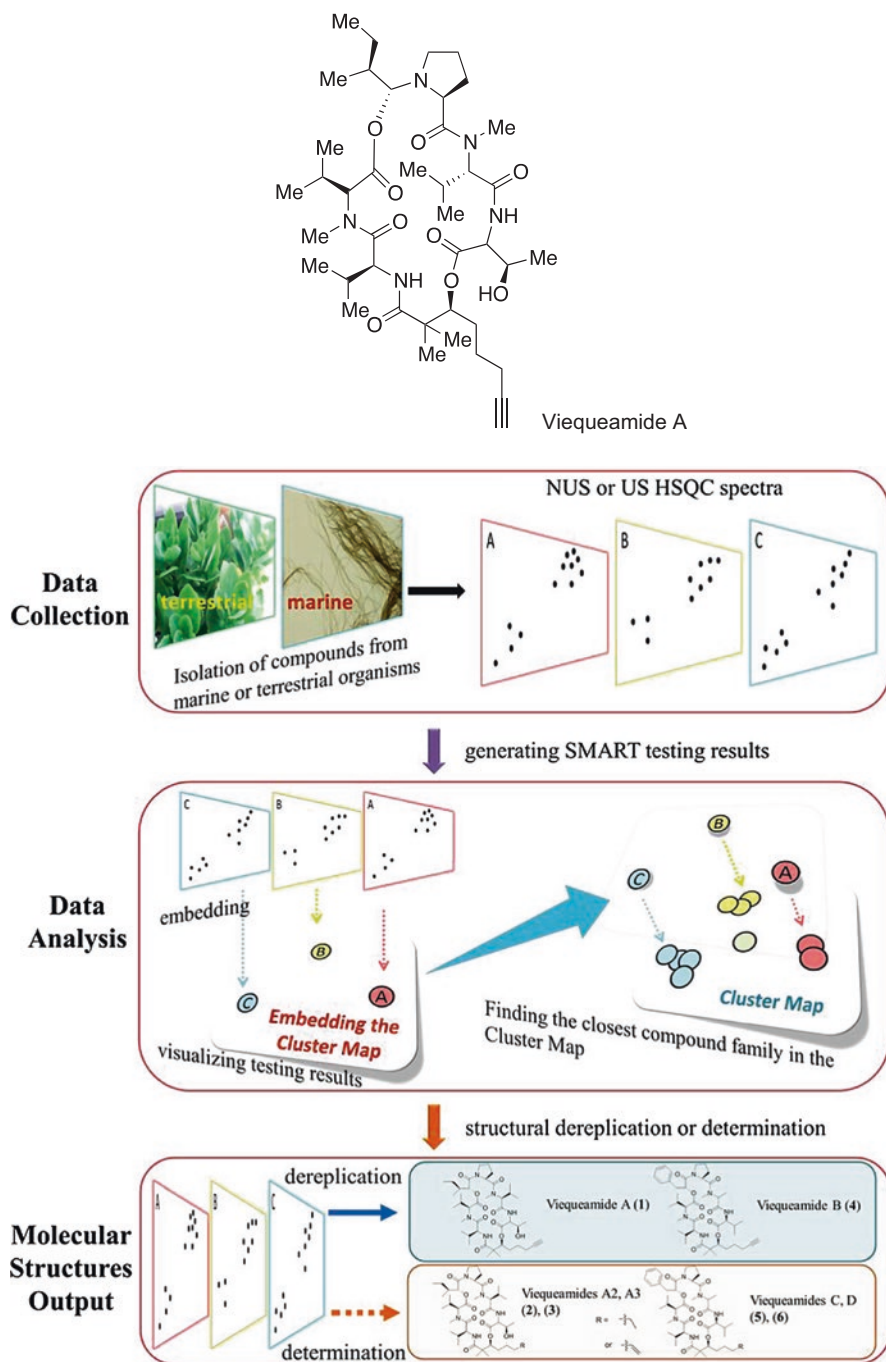 Me
Me
N
O
O
N
Me
Me
Me
O
Me
Me
O
N
O
NH
Me
O
Me
NH
O
HO
Me
Me
O
Me
Me
Viequeamide A
NUS or US HSQC spectra
A
B
C
Data
Collection
terrestrial
marine
Isolation of compounds from
marine or terrestrial organisms
generating SMART testing results
C
B
A
B
C
A
embedding
Data
Analysis
B
C
A
Embedding the
Cluster Map
Cluster Map
visualizing testing results
Finding the closest compound family in the
Cluster Map
structural dereplication or determination
dereplication
A
B
C
Viequeamide A (1)
Viequeamide B (4)
Molecular
Structures
Output
Viequeamides A2, A3
(2), (3)
R =
or
Viequeamides C, D
(5), (6)
determination